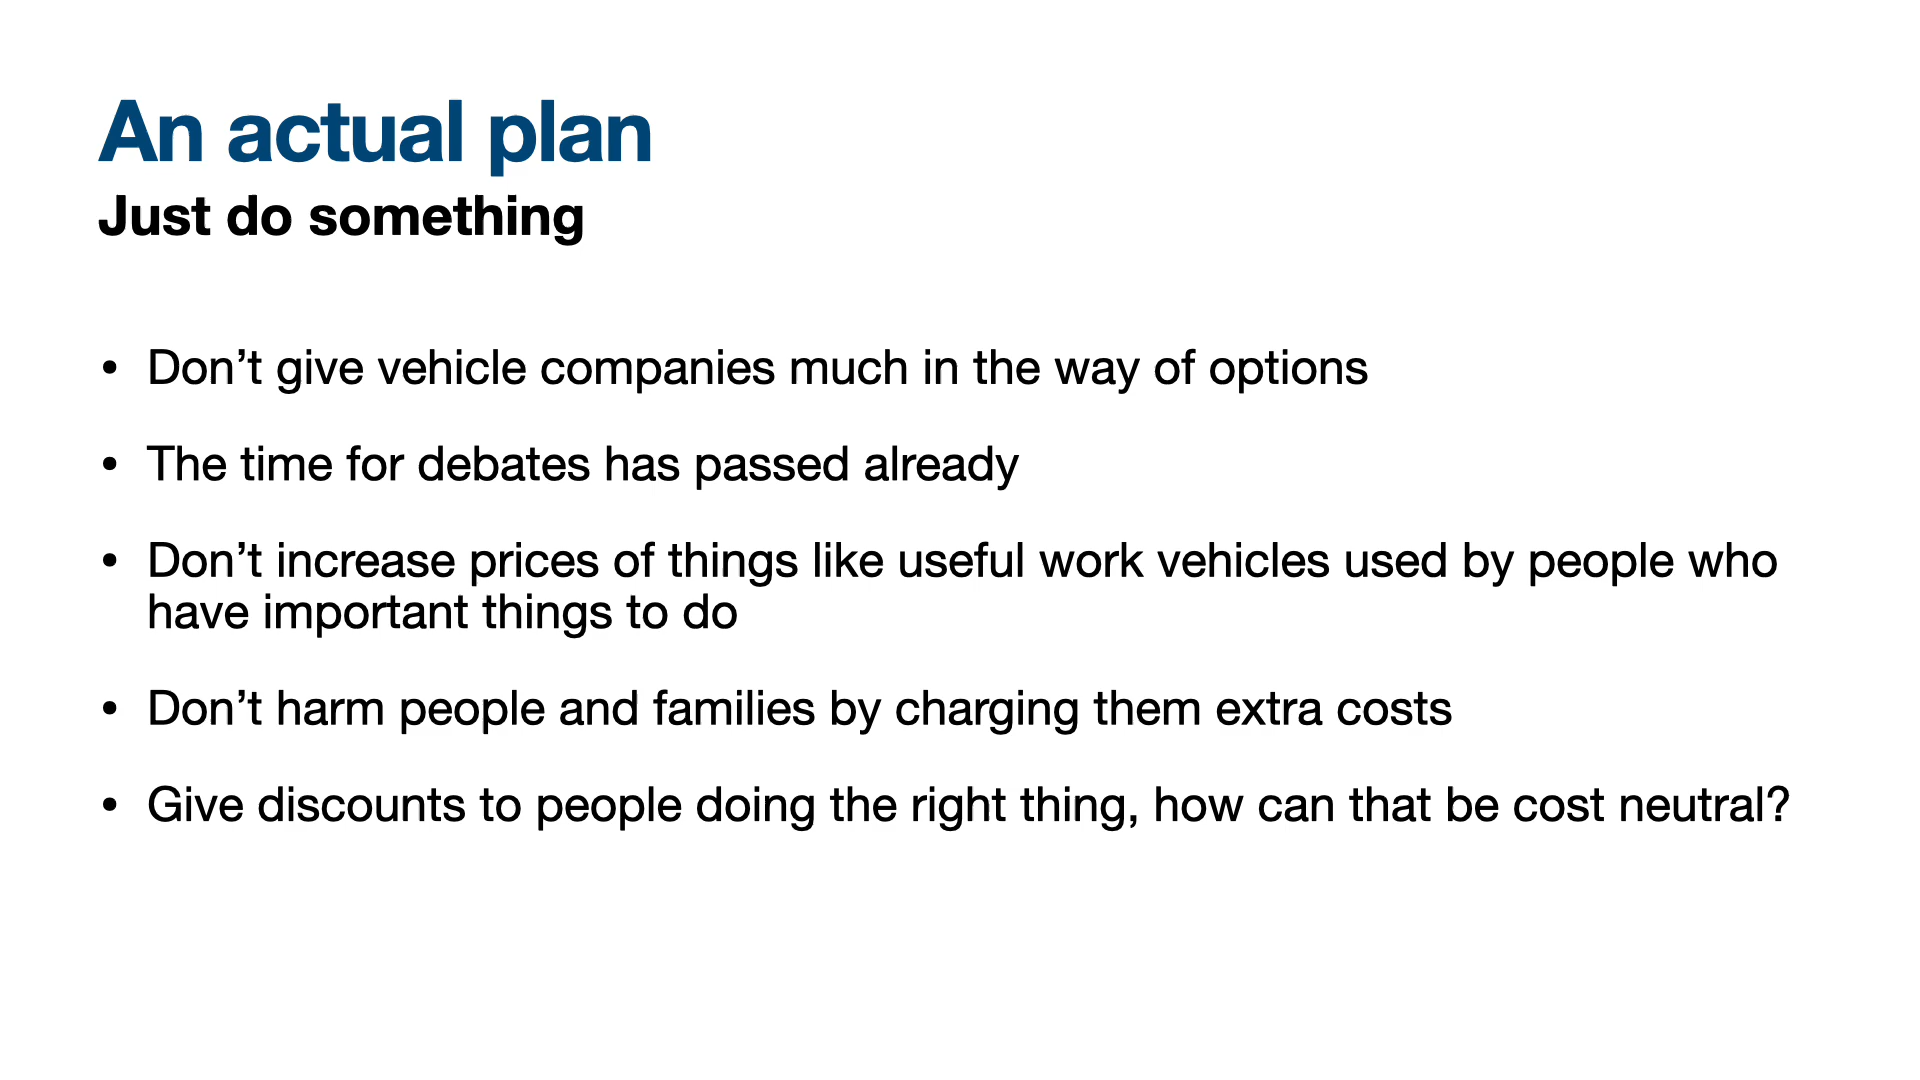 An actual plan
Just do something
• Don’t give vehicle companies much in the way of options
• The time for debates has passed already
• Don’t increase prices of things like useful work vehicles used by people who
have important things to do
• Don’t harm people and families by charging them extra costs
• Give discounts to people doing the right thing, how can that be cost neutral?